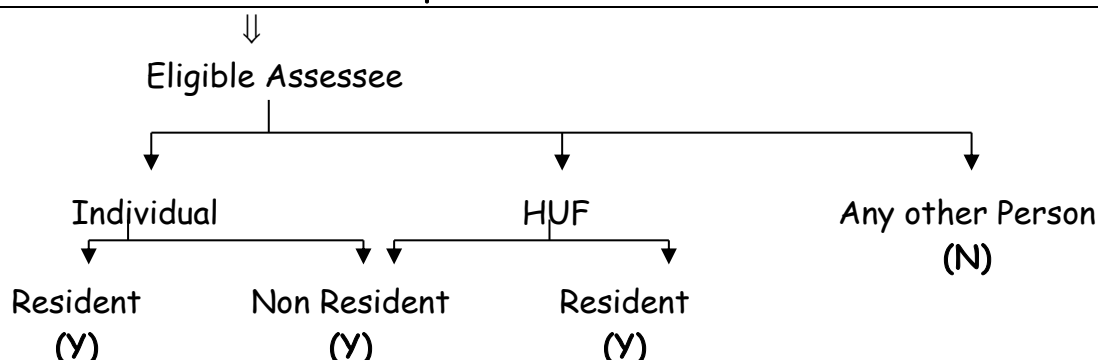 Eligible Assessee
Individual HUF Any other Person
(N)
Resident Non Resident Resident
(Y) (Y) (Y)